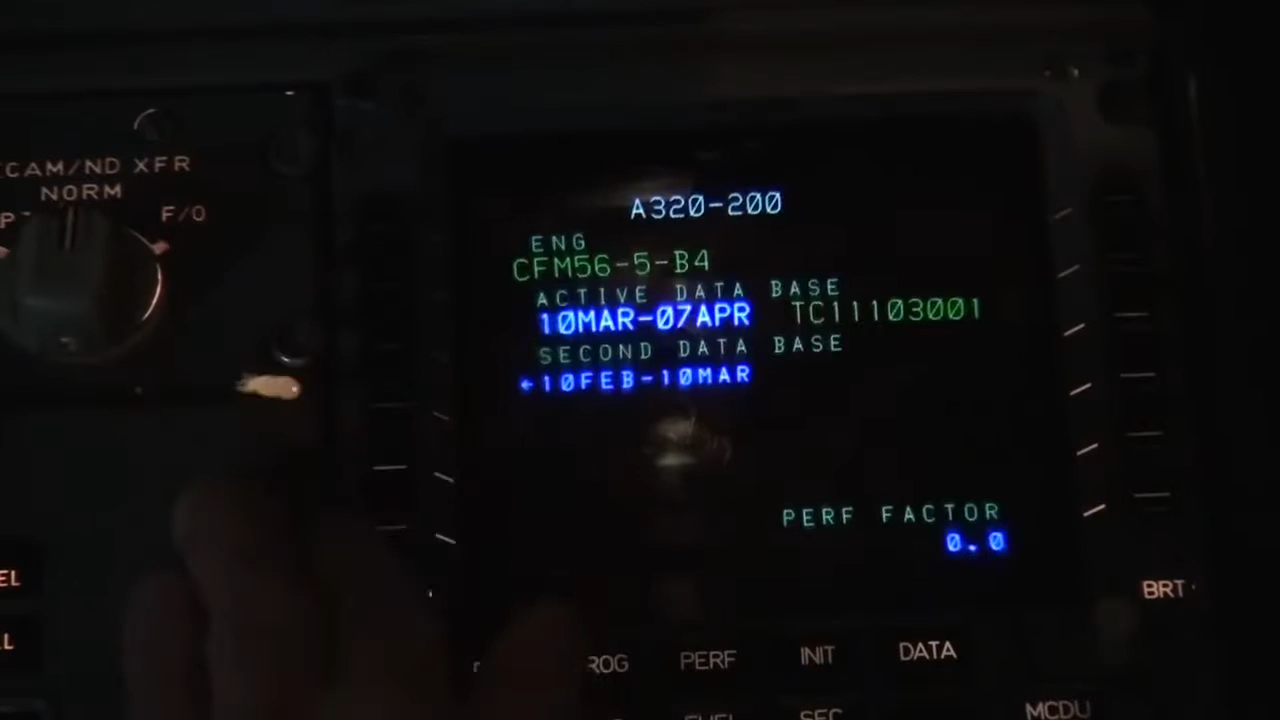 CAM/ND XFR
NORM
F/O
A320-200
ENG
CFM56-5-B4
ACTIVE DATA BASE
10MAR-07APR TC11103001
SECOND DATA BASE
←10FEB-10MAR
PERF FACTOR
0.0
BRT
PERF INIT DATA
SEC
MCDU